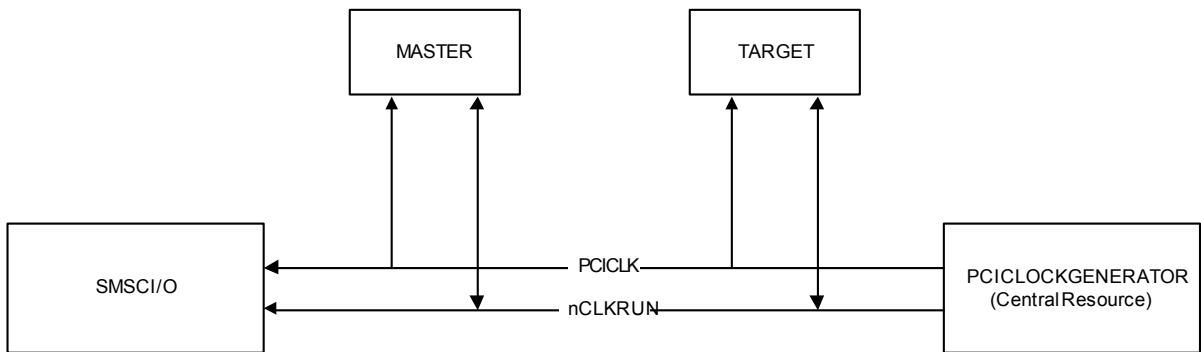 MASTER
TARGET
PCICLK
SMSCI/O
PCICLOCKGENERATOR
(CentralResource)
nCLKRUN